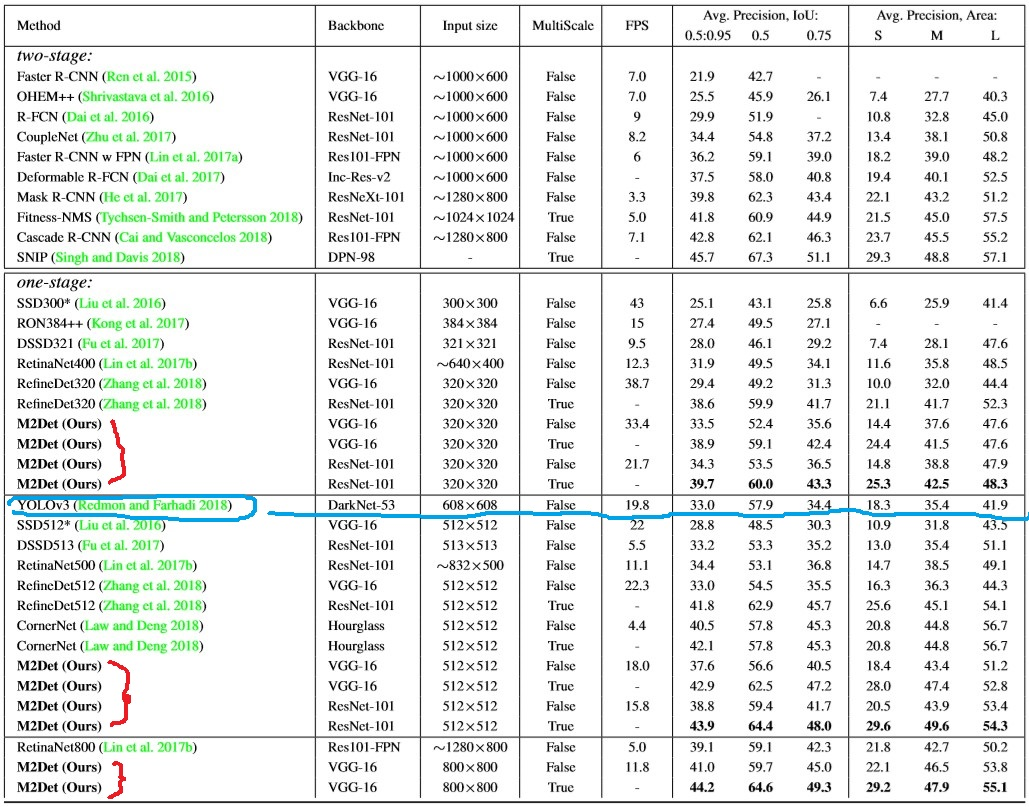 Method Backbone Input size MultiScale FPS Avg. Precision, IoU: Avg. Precision, Area:
0.5:0.95 0.5 0.75 S M L
two-stage:
Faster R-CNN (Ren et al. 2015) VGG-16 ∼1000×600 False 7.0 21.9 42.7 - - - -
OHEM++ (Shrivastava et al. 2016) VGG-16 ∼1000×600 False 7.0 25.5 45.9 26.1 7.4 27.7 40.3
R-FCN (Dai et al. 2016) ResNet-101 ∼1000×600 False 9 29.9 51.9 - 10.8 32.8 45.0
CoupleNet (Zhu et al. 2017) ResNet-101 ∼1000×600 False 8.2 34.4 54.8 37.2 13.4 38.1 50.8
Faster R-CNN w FPN (Lin et al. 2017a) Res101-FPN ∼1000×600 False 6 36.2 59.1 39.0 18.2 39.0 48.2
Deformable R-FCN (Dai et al. 2017) Inc-Res-v2 ∼1000×600 False - 37.5 58.0 40.8 19.4 40.1 52.5
Mask R-CNN (He et al. 2017) ResNeXt-101 ∼1280×800 False 3.3 39.8 62.3 43.4 22.1 43.2 51.2
Fitness-NMS (Tychsen-Smith and Petersson 2018) ResNet-101 ∼1024×1024 True 5.0 41.8 60.9 44.9 21.5 45.0 57.5
Cascade R-CNN (Cai and Vasconcelos 2018) Res101-FPN ∼1280×800 False 7.1 42.8 62.1 46.3 23.7 45.5 55.2
SNIP (Singh and Davis 2018) DPN-98 - True - 45.7 67.3 51.1 29.3 48.8 57.1
one-stage:
SSD300* (Liu et al. 2016) VGG-16 300×300 False 43 25.1 43.1 25.8 6.6 25.9 41.4
RON384++ (Kong et al. 2017) VGG-16 384×384 False 15 27.4 49.5 27.1 - - -
DSSD321 (Fu et al. 2017) ResNet-101 321×321 False 9.5 28.0 46.1 29.2 7.4 28.1 47.6
RetinaNet400 (Lin et al. 2017b) ResNet-101 ∼640×400 False 12.3 31.9 49.5 34.1 11.6 35.8 48.5
RefineDet320 (Zhang et al. 2018) VGG-16 320×320 False 38.7 29.4 49.2 31.3 10.0 32.0 44.4
RefineDet320 (Zhang et al. 2018) ResNet-101 320×320 True - 38.6 59.9 41.7 21.1 41.7 52.3
M2Det (Ours) VGG-16 320×320 False 33.4 33.5 52.4 35.6 14.4 37.6 47.6
M2Det (Ours) VGG-16 320×320 True - 38.9 59.1 42.4 24.4 41.5 47.6
M2Det (Ours) ResNet-101 320×320 False 21.7 34.3 53.5 36.5 14.8 38.8 47.9
M2Det (Ours) ResNet-101 320×320 True - 39.7 60.0 43.3 25.3 42.5 48.3
YOLOv3 (Redmon and Farhadi 2018) DarkNet-53 608×608 False 19.8 33.0 57.9 34.4 18.3 35.4 41.9
SSD512* (Liu et al. 2016) VGG-16 512×512 False 22 28.8 48.5 30.3 10.9 31.8 43.5
DSSD513 (Fu et al. 2017) ResNet-101 513×513 False 5.5 33.2 53.3 35.2 13.0 35.4 51.1
RetinaNet500 (Lin et al. 2017b) ResNet-101 ∼832×500 False 11.1 34.4 53.1 36.8 14.7 38.5 49.1
RefineDet512 (Zhang et al. 2018) VGG-16 512×512 False 22.3 33.0 54.5 35.5 16.3 36.3 44.3
RefineDet512 (Zhang et al. 2018) ResNet-101 512×512 True - 41.8 62.9 45.7 25.6 45.1 54.1
CornerNet (Law and Deng 2018) Hourglass 512×512 False 4.4 40.5 57.8 45.3 20.8 44.8 56.7
CornerNet (Law and Deng 2018) Hourglass 512×512 True - 42.1 57.8 45.3 20.8 44.8 56.7
M2Det (Ours) VGG-16 512×512 False 18.0 37.6 56.6 40.5 18.4 43.4 51.2
M2Det (Ours) VGG-16 512×512 True - 42.9 62.5 47.2 28.0 47.4 52.8
M2Det (Ours) ResNet-101 512×512 False 15.8 38.8 59.4 41.7 20.5 43.9 53.4
M2Det (Ours) ResNet-101 512×512 True - 43.9 64.4 48.0 29.6 49.6 54.3
RetinaNet800 (Lin et al. 2017b) Res101-FPN ∼1280×800 False 5.0 39.1 59.1 42.3 21.8 42.7 50.2
M2Det (Ours) VGG-16 800×800 False 11.8 41.0 59.7 45.0 22.1 46.5 53.8
M2Det (Ours) VGG-16 800×800 True - 44.2 64.6 49.3 29.2 47.9 55.1